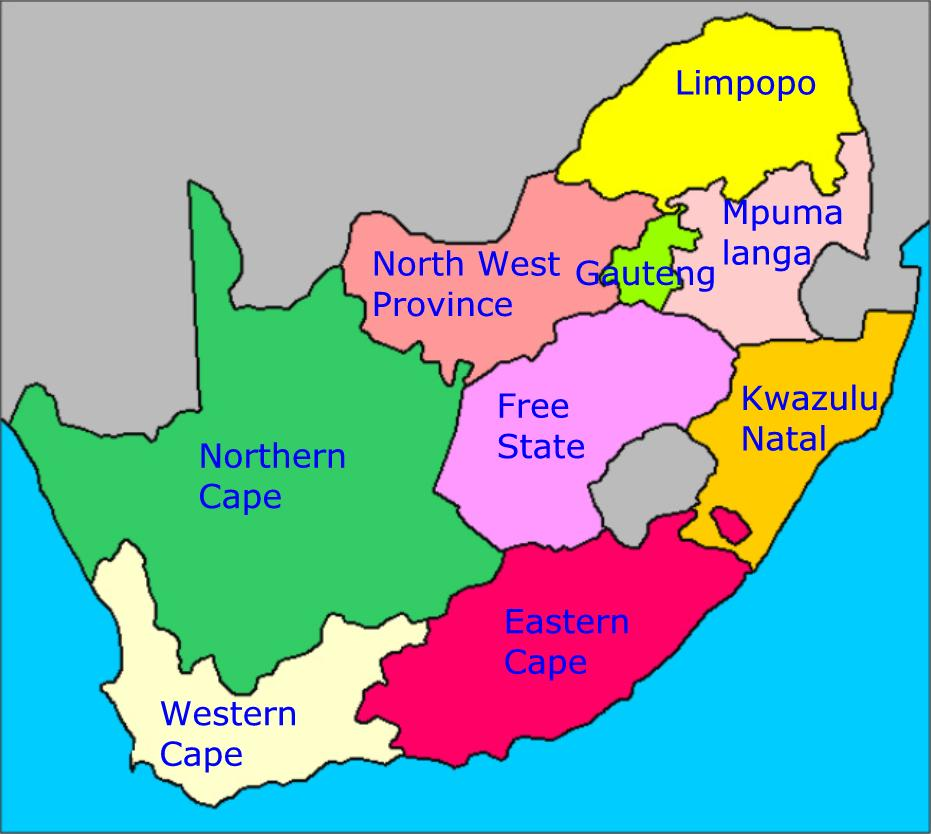 Limpopo
Mpuma
langa
North West
Province
Gauteng
Free
State
Kwazulu
Natal
Northern
Cape
Eastern
Cape
Western
Cape